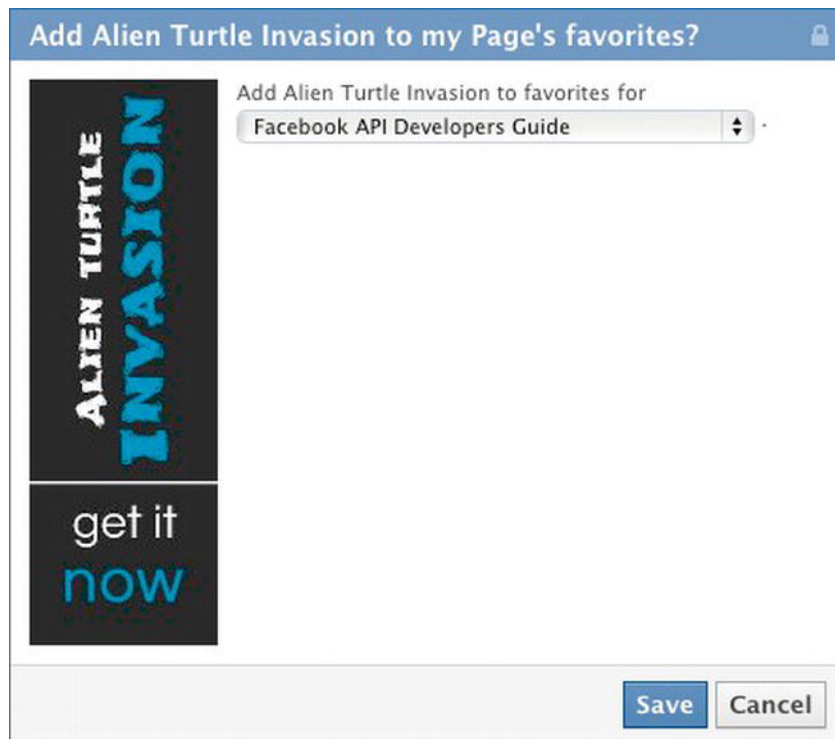 Add Alien Turtle Invasion to my Page's favorites?
ALIEN TURTLE
INVASION
get it
now
Add Alien Turtle Invasion to favorites for
Facebook API Developers Guide
.
Save Cancel